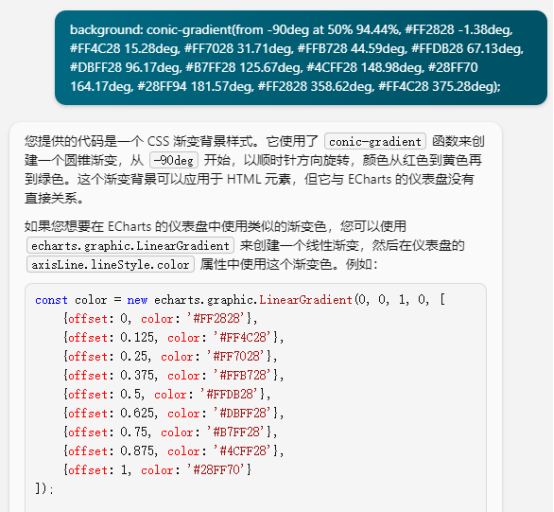 background: conic-gradient(from -90deg at 50% 94.44%, #FF2828 -1.38deg,
#FF4C28 15.28deg, #FF7028 31.71deg, #FFB728 44.59deg, #FFDB28 67.13deg,
#DBFF28 96.17deg, #B7FF28 125.67deg, #4CFF28 148.98deg, #28FF70
164.17deg, #28FF94 181.57deg, #FF2828 358.62deg, #FF4C28 375.28deg);
您提供的代码是一个 CSS 渐变背景样式。它使用了 conic-gradient 函数来创
建一个圆锥渐变，从 -90deg 开始，以顺时针方向旋转，颜色从红色到黄色再
到绿色。这个渐变背景可以应用于 HTML 元素，但它与 ECharts 的仪表盘没有
直接关系。
如果您想要在 ECharts 的仪表盘中使用类似的渐变色，您可以使用
echarts.graphic.LinearGradient 来创建一个线性渐变，然后在仪表盘的
axisLine.lineStyle.color 属性中使用这个渐变色。例如：
const color = new echarts.graphic.LinearGradient(0, 0, 1, 0, [
{offset: 0, color: '#FF2828'},
{offset: 0.125, color: '#FF4C28'},
{offset: 0.25, color: '#FF7028'},
{offset: 0.375, color: '#FFB728'},
{offset: 0.5, color: '#FFDB28'},
{offset: 0.625, color: '#DBFF28'},
{offset: 0.75, color: '#B7FF28'},
{offset: 0.875, color: '#4CFF28'},
{offset: 1, color: '#28FF70'}
]);